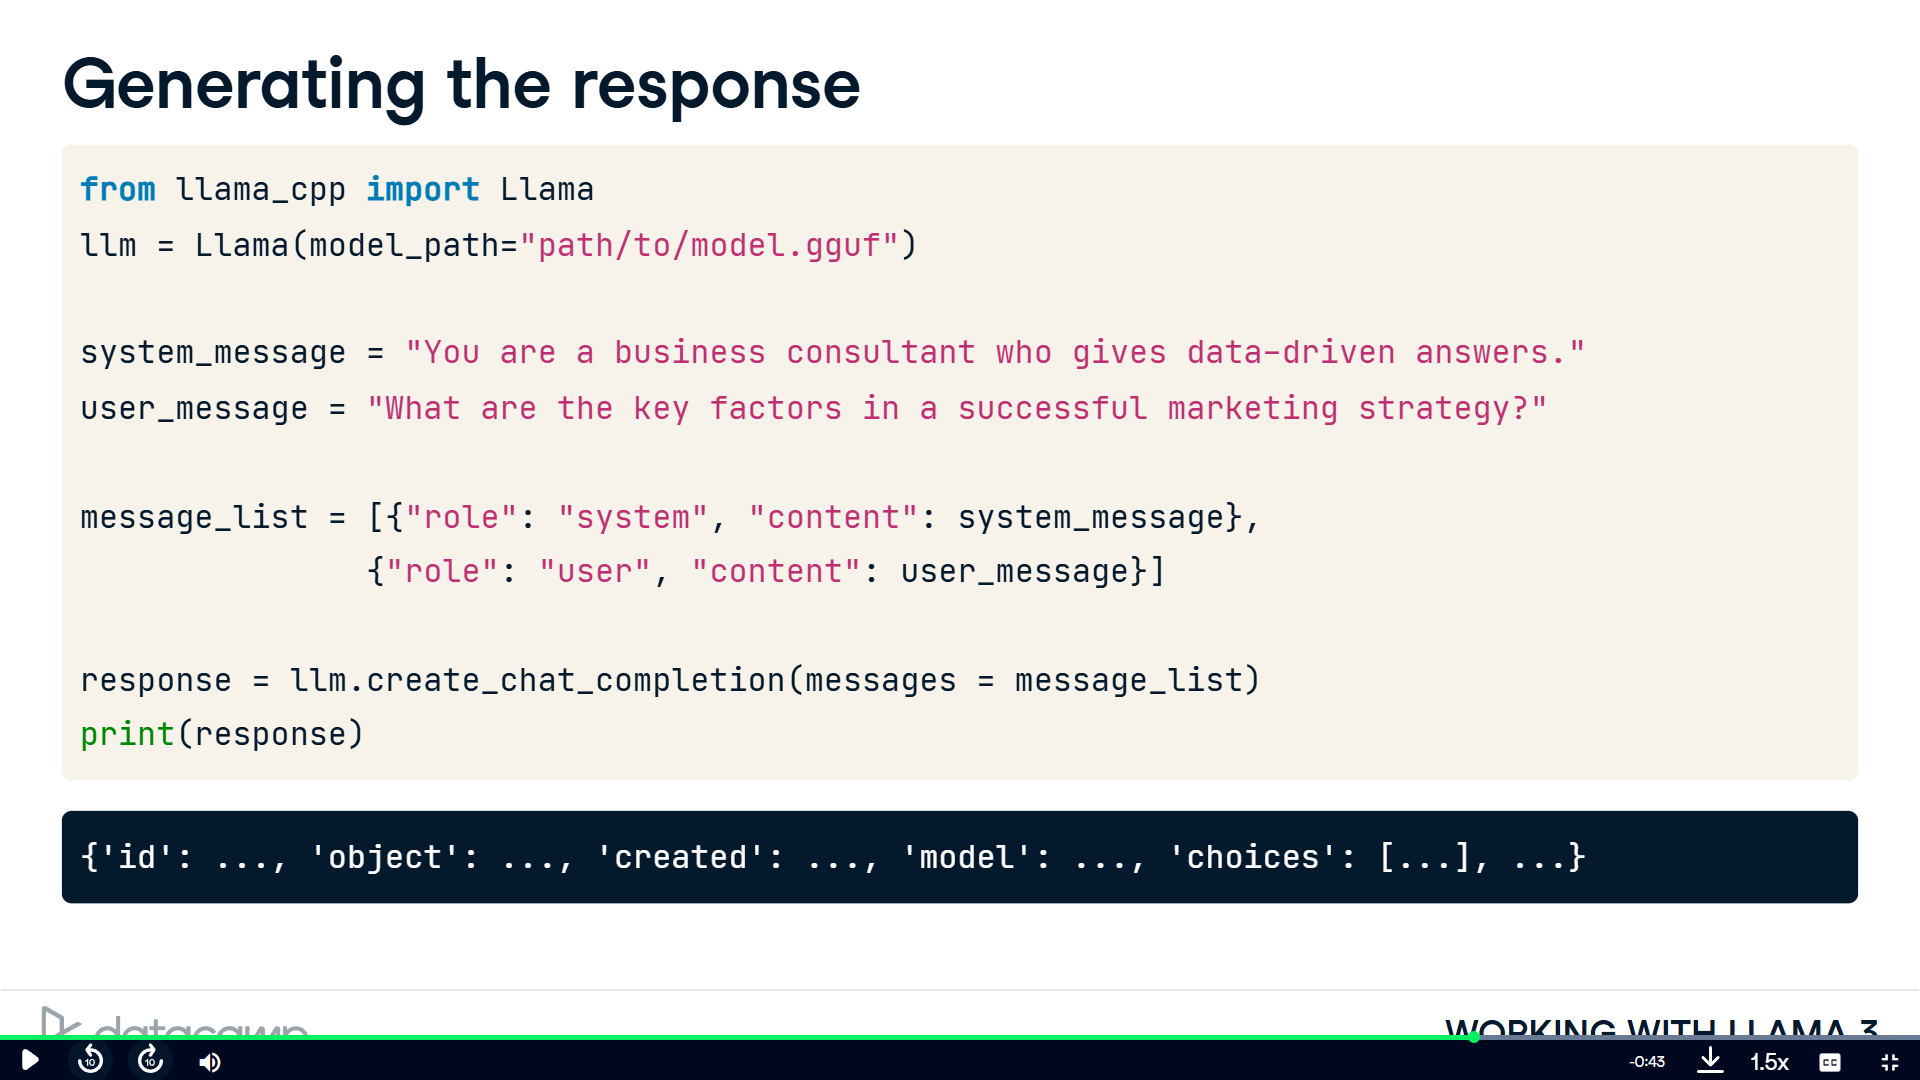 Generating the response
from llama_cpp import Llama
llm = Llama(model_path="path/to/model.gguf")
system_message = "You are a business consultant who gives data-driven answers."
user_message = "What are the key factors in a successful marketing strategy?"
message_list = [{"role": "system", "content": system_message},
{"role": "user", "content": user_message}]
response = llm.create_chat_completion(messages = message_list)
print(response)
{'id': ..., 'object': ..., 'created': ..., 'model': ..., 'choices': [...], ...}
datacamp
WORKING WITH LLAMA 3
10
10
-0:43
1.5x
CC